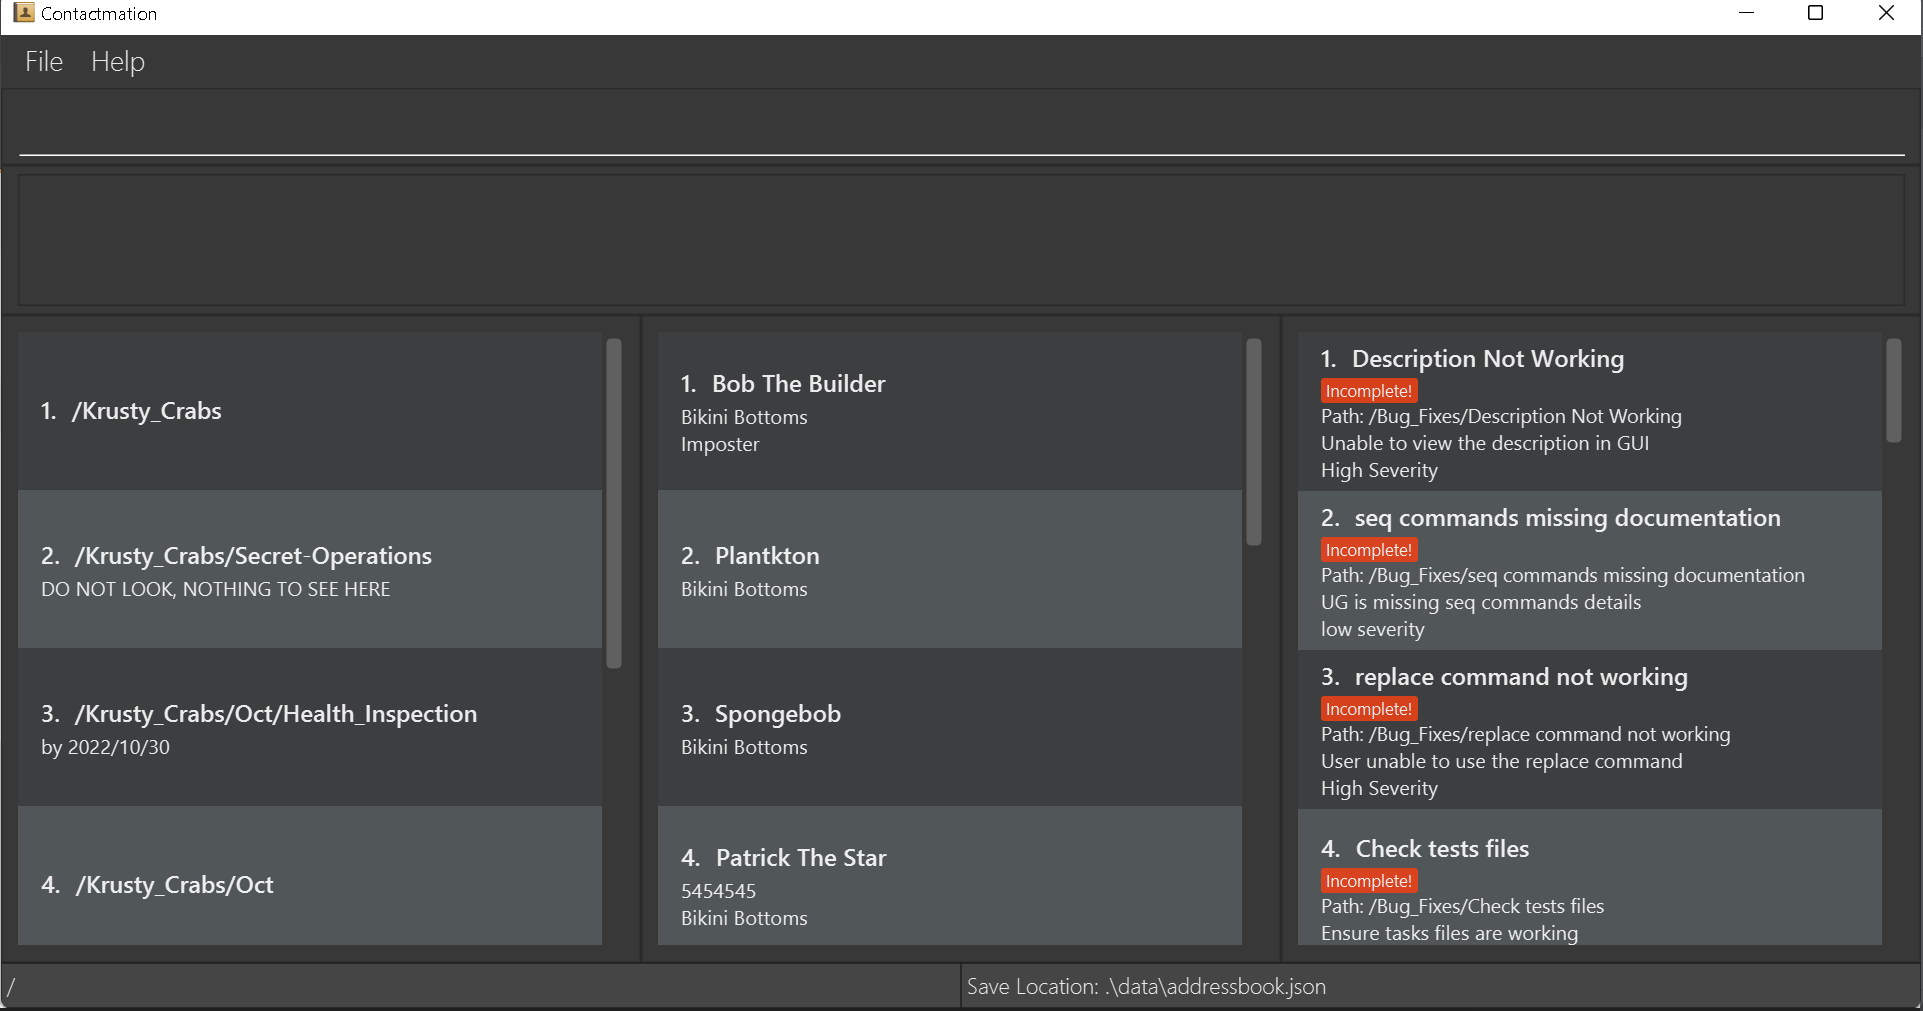 Contactmation
File Help
1. /Krusty_Crabs
2. /Krusty_Crabs/Secret-Operations
DO NOT LOOK, NOTHING TO SEE HERE
3. /Krusty_Crabs/Oct/Health_Inspection
by 2022/10/30
4. /Krusty_Crabs/Oct
1. Bob The Builder
Bikini Bottoms
Imposter
2. Plantkton
Bikini Bottoms
3. Spongebob
Bikini Bottoms
4. Patrick The Star
5454545
Bikini Bottoms
1. Description Not Working
Incomplete!
Path: /Bug_Fixes/Description Not Working
Unable to view the description in GUI
High Severity
2. seq commands missing documentation
Incomplete!
Path: /Bug_Fixes/seq commands missing documentation
UG is missing seq commands details
low severity
3. replace command not working
Incomplete!
Path: /Bug_Fixes/replace command not working
User unable to use the replace command
High Severity
4. Check tests files
Incomplete!
Path: /Bug_Fixes/Check tests files
Ensure tasks files are working
/
Save Location: .\data\addressbook.json